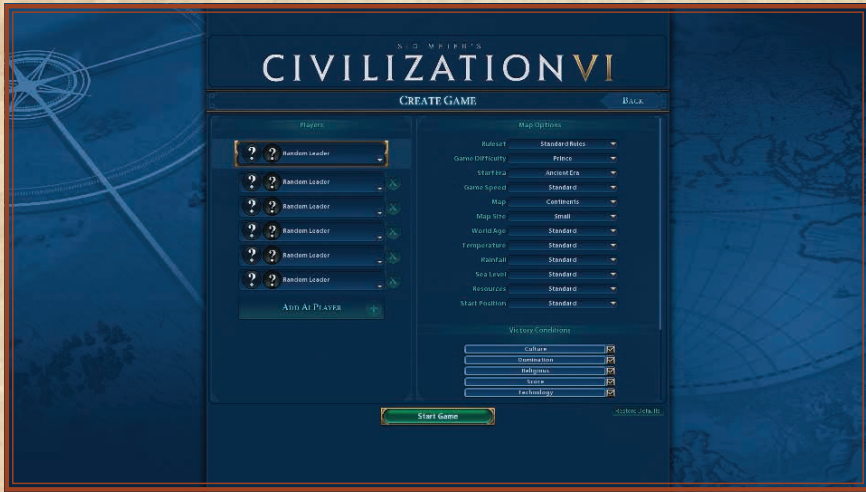 SID MEIER'S
CIVILIZATION VI
CREATE GAME
BACK
Players
Random Leader
Random Leader
Random Leader
Random Leader
Random Leader
Random Leader
ADD AI PLAYER
Map Options
Ruleset Standard Rules
Game Difficulty Prince
Start Era Ancient Era
Game Speed Standard
Map Continents
Map Size Small
World Age Standard
Temperature Standard
Rainfall Standard
Sea Level Standard
Resources Standard
Start Position Standard
Victory Conditions
Culture
Domination
Religious
Score
Technology
Restore Defaults
Start Game